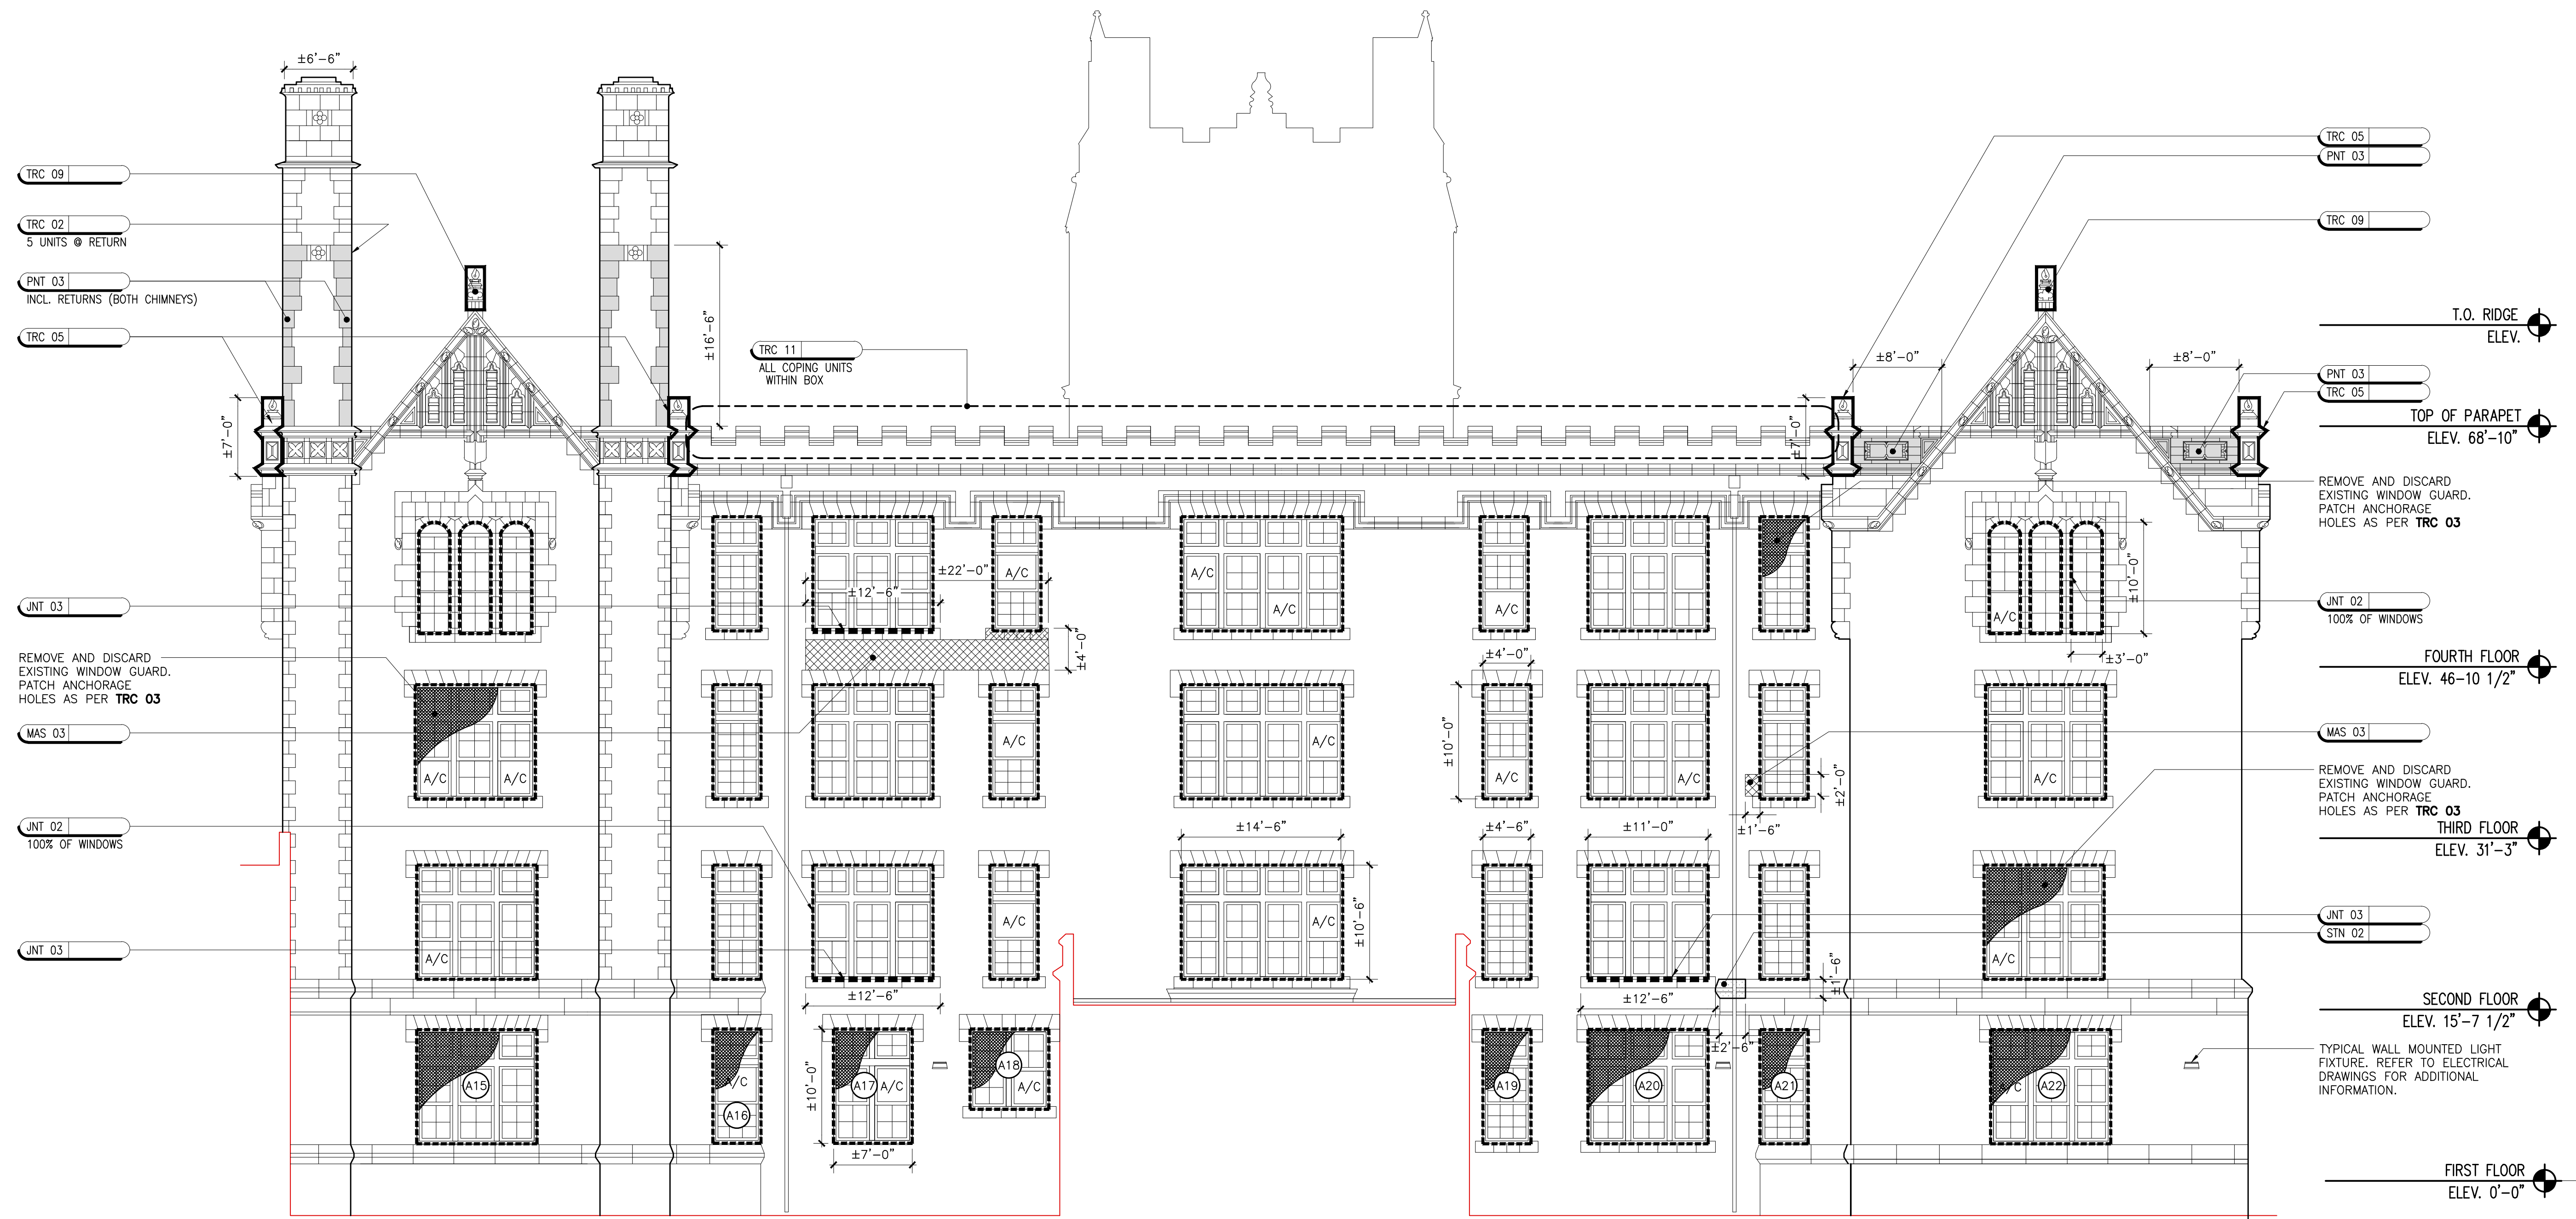 ±6'-6"
TRC 09
TRC 02
5 UNITS @ RETURN
PNT 03
INCL. RETURNS (BOTH CHIMNEYS)
TRC 05
±7'-0"
JNT 03
REMOVE AND DISCARD
EXISTING WINDOW GUARD.
PATCH ANCHORAGE
HOLES AS PER TRC 03
MAS 03
JNT 02
100% OF WINDOWS
JNT 03
±16'-6"
TRC 11
ALL COPING UNITS
WITHIN BOX
±7'-0"
±8'-0"
±8'-0"
A/C
±22'-0"
±12'-6"
±4'-0"
A/C
A/C
A/C
A/C
±10'-0"
±3'-0"
A/C
A/C
A/C
±4'-0"
±10'-0"
A/C
A/C
A/C
A/C
±2'-0"
±1'-6"
±14'-6"
±4'-6"
±11'-0"
A/C
A/C
A/C
±10'-6"
A/C
±12'-6"
±12'-6"
±1'-6"
±2'-6"
A15
A/C
A16
A17
A/C
A18
A/C
±10'-0"
±7'-0"
A19
A20
A21
A/C
A22
TRC 05
PNT 03
TRC 09
T.O. RIDGE
ELEV.
PNT 03
TRC 05
TOP OF PARAPET
ELEV. 68'-10"
REMOVE AND DISCARD
EXISTING WINDOW GUARD.
PATCH ANCHORAGE
HOLES AS PER TRC 03
JNT 02
100% OF WINDOWS
FOURTH FLOOR
ELEV. 46-10 1/2"
MAS 03
REMOVE AND DISCARD
EXISTING WINDOW GUARD.
PATCH ANCHORAGE
HOLES AS PER TRC 03
THIRD FLOOR
ELEV. 31'-3"
JNT 03
STN 02
SECOND FLOOR
ELEV. 15'-7 1/2"
TYPICAL WALL MOUNTED LIGHT
FIXTURE. REFER TO ELECTRICAL
DRAWINGS FOR ADDITIONAL
INFORMATION.
FIRST FLOOR
ELEV. 0'-0"